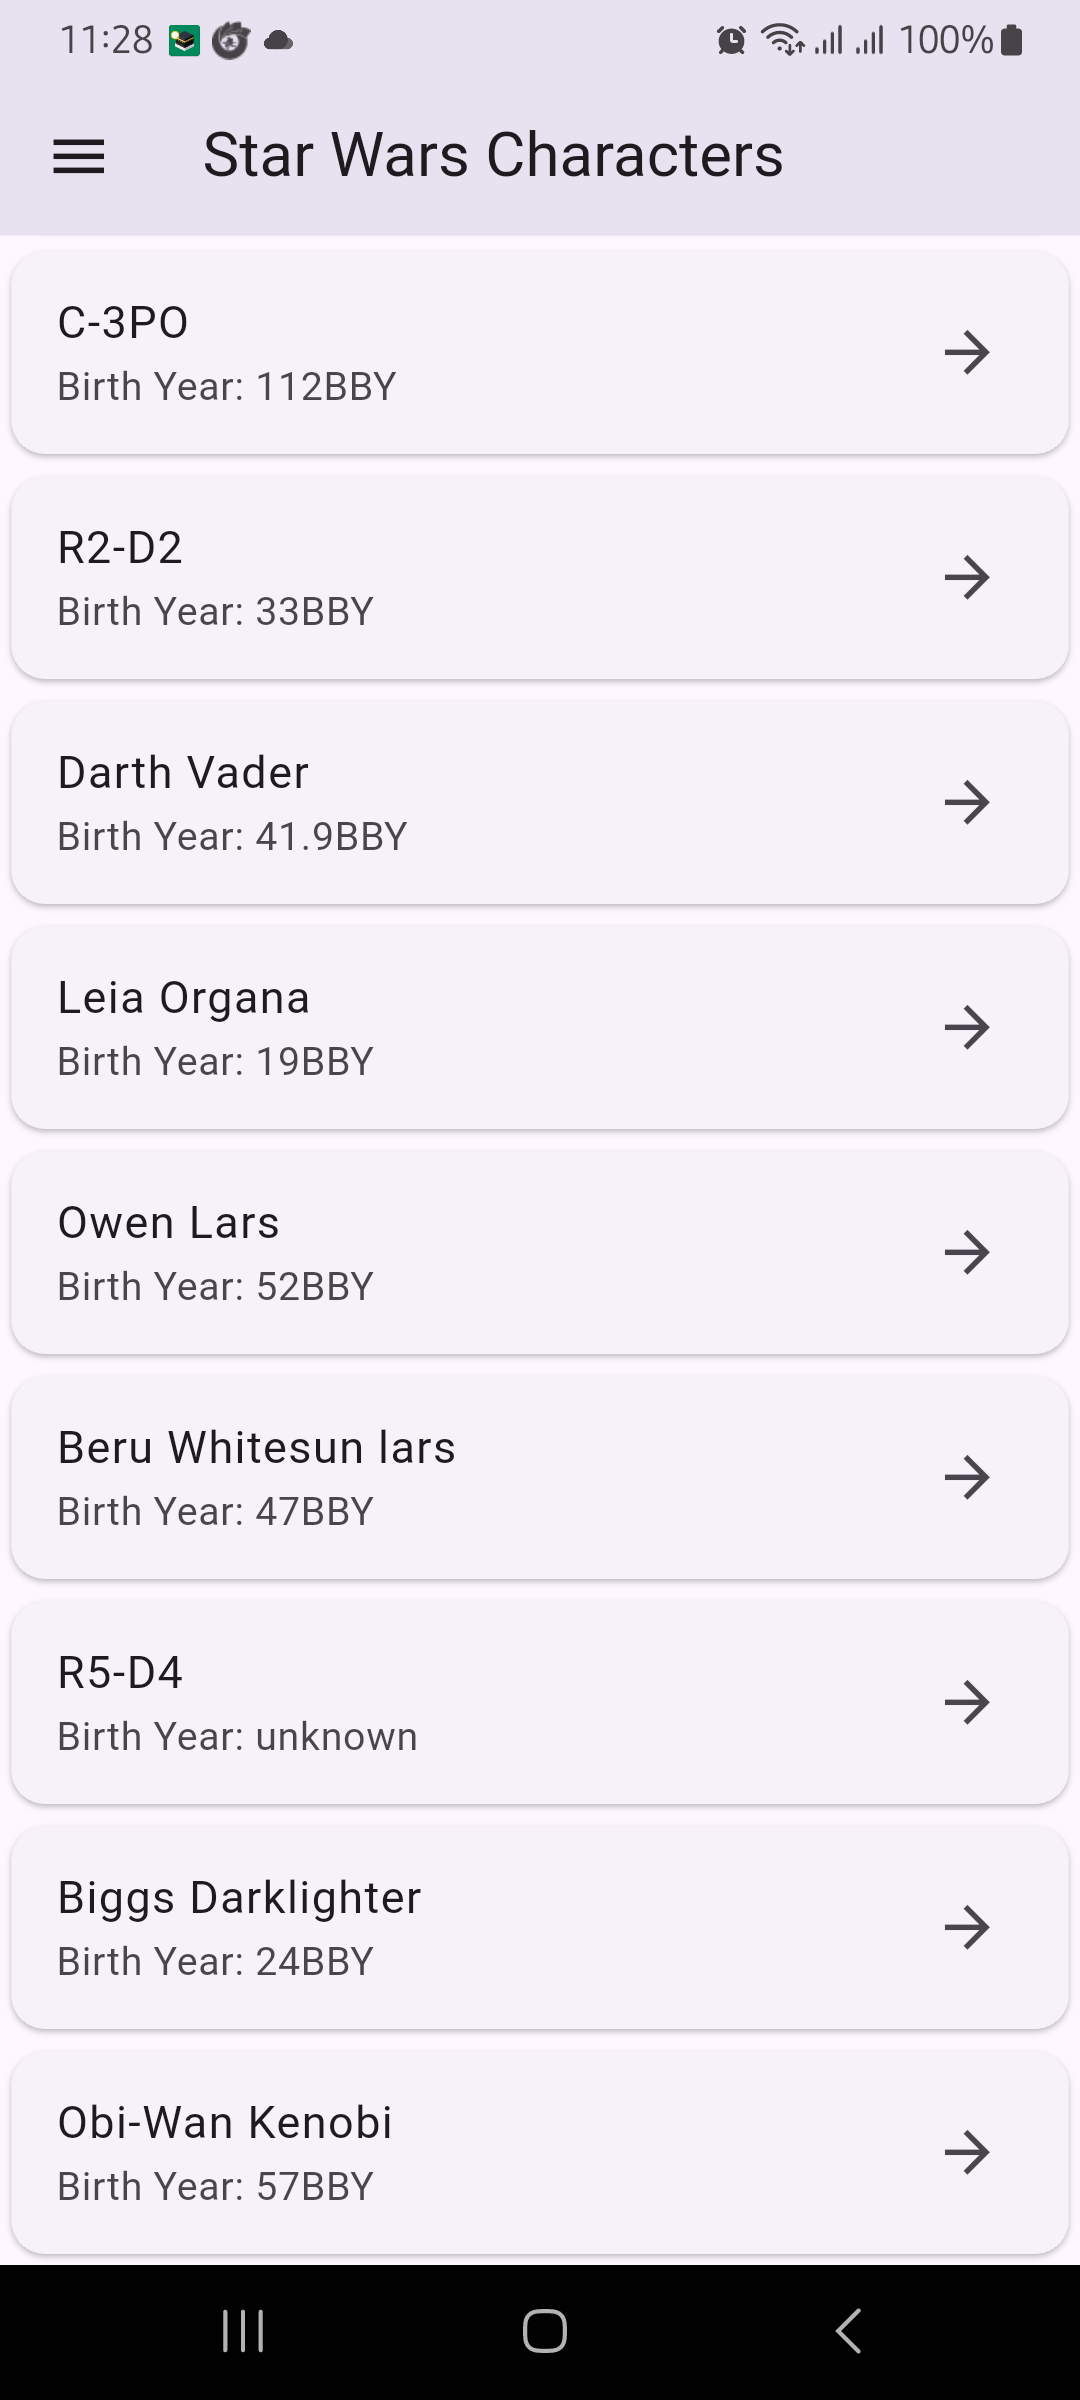 11:28 100%
Star Wars Characters
C-3PO
Birth Year: 112BBY
R2-D2
Birth Year: 33BBY
Darth Vader
Birth Year: 41.9BBY
Leia Organa
Birth Year: 19BBY
Owen Lars
Birth Year: 52BBY
Beru Whitesun lars
Birth Year: 47BBY
R5-D4
Birth Year: unknown
Biggs Darklighter
Birth Year: 24BBY
Obi-Wan Kenobi
Birth Year: 57BBY